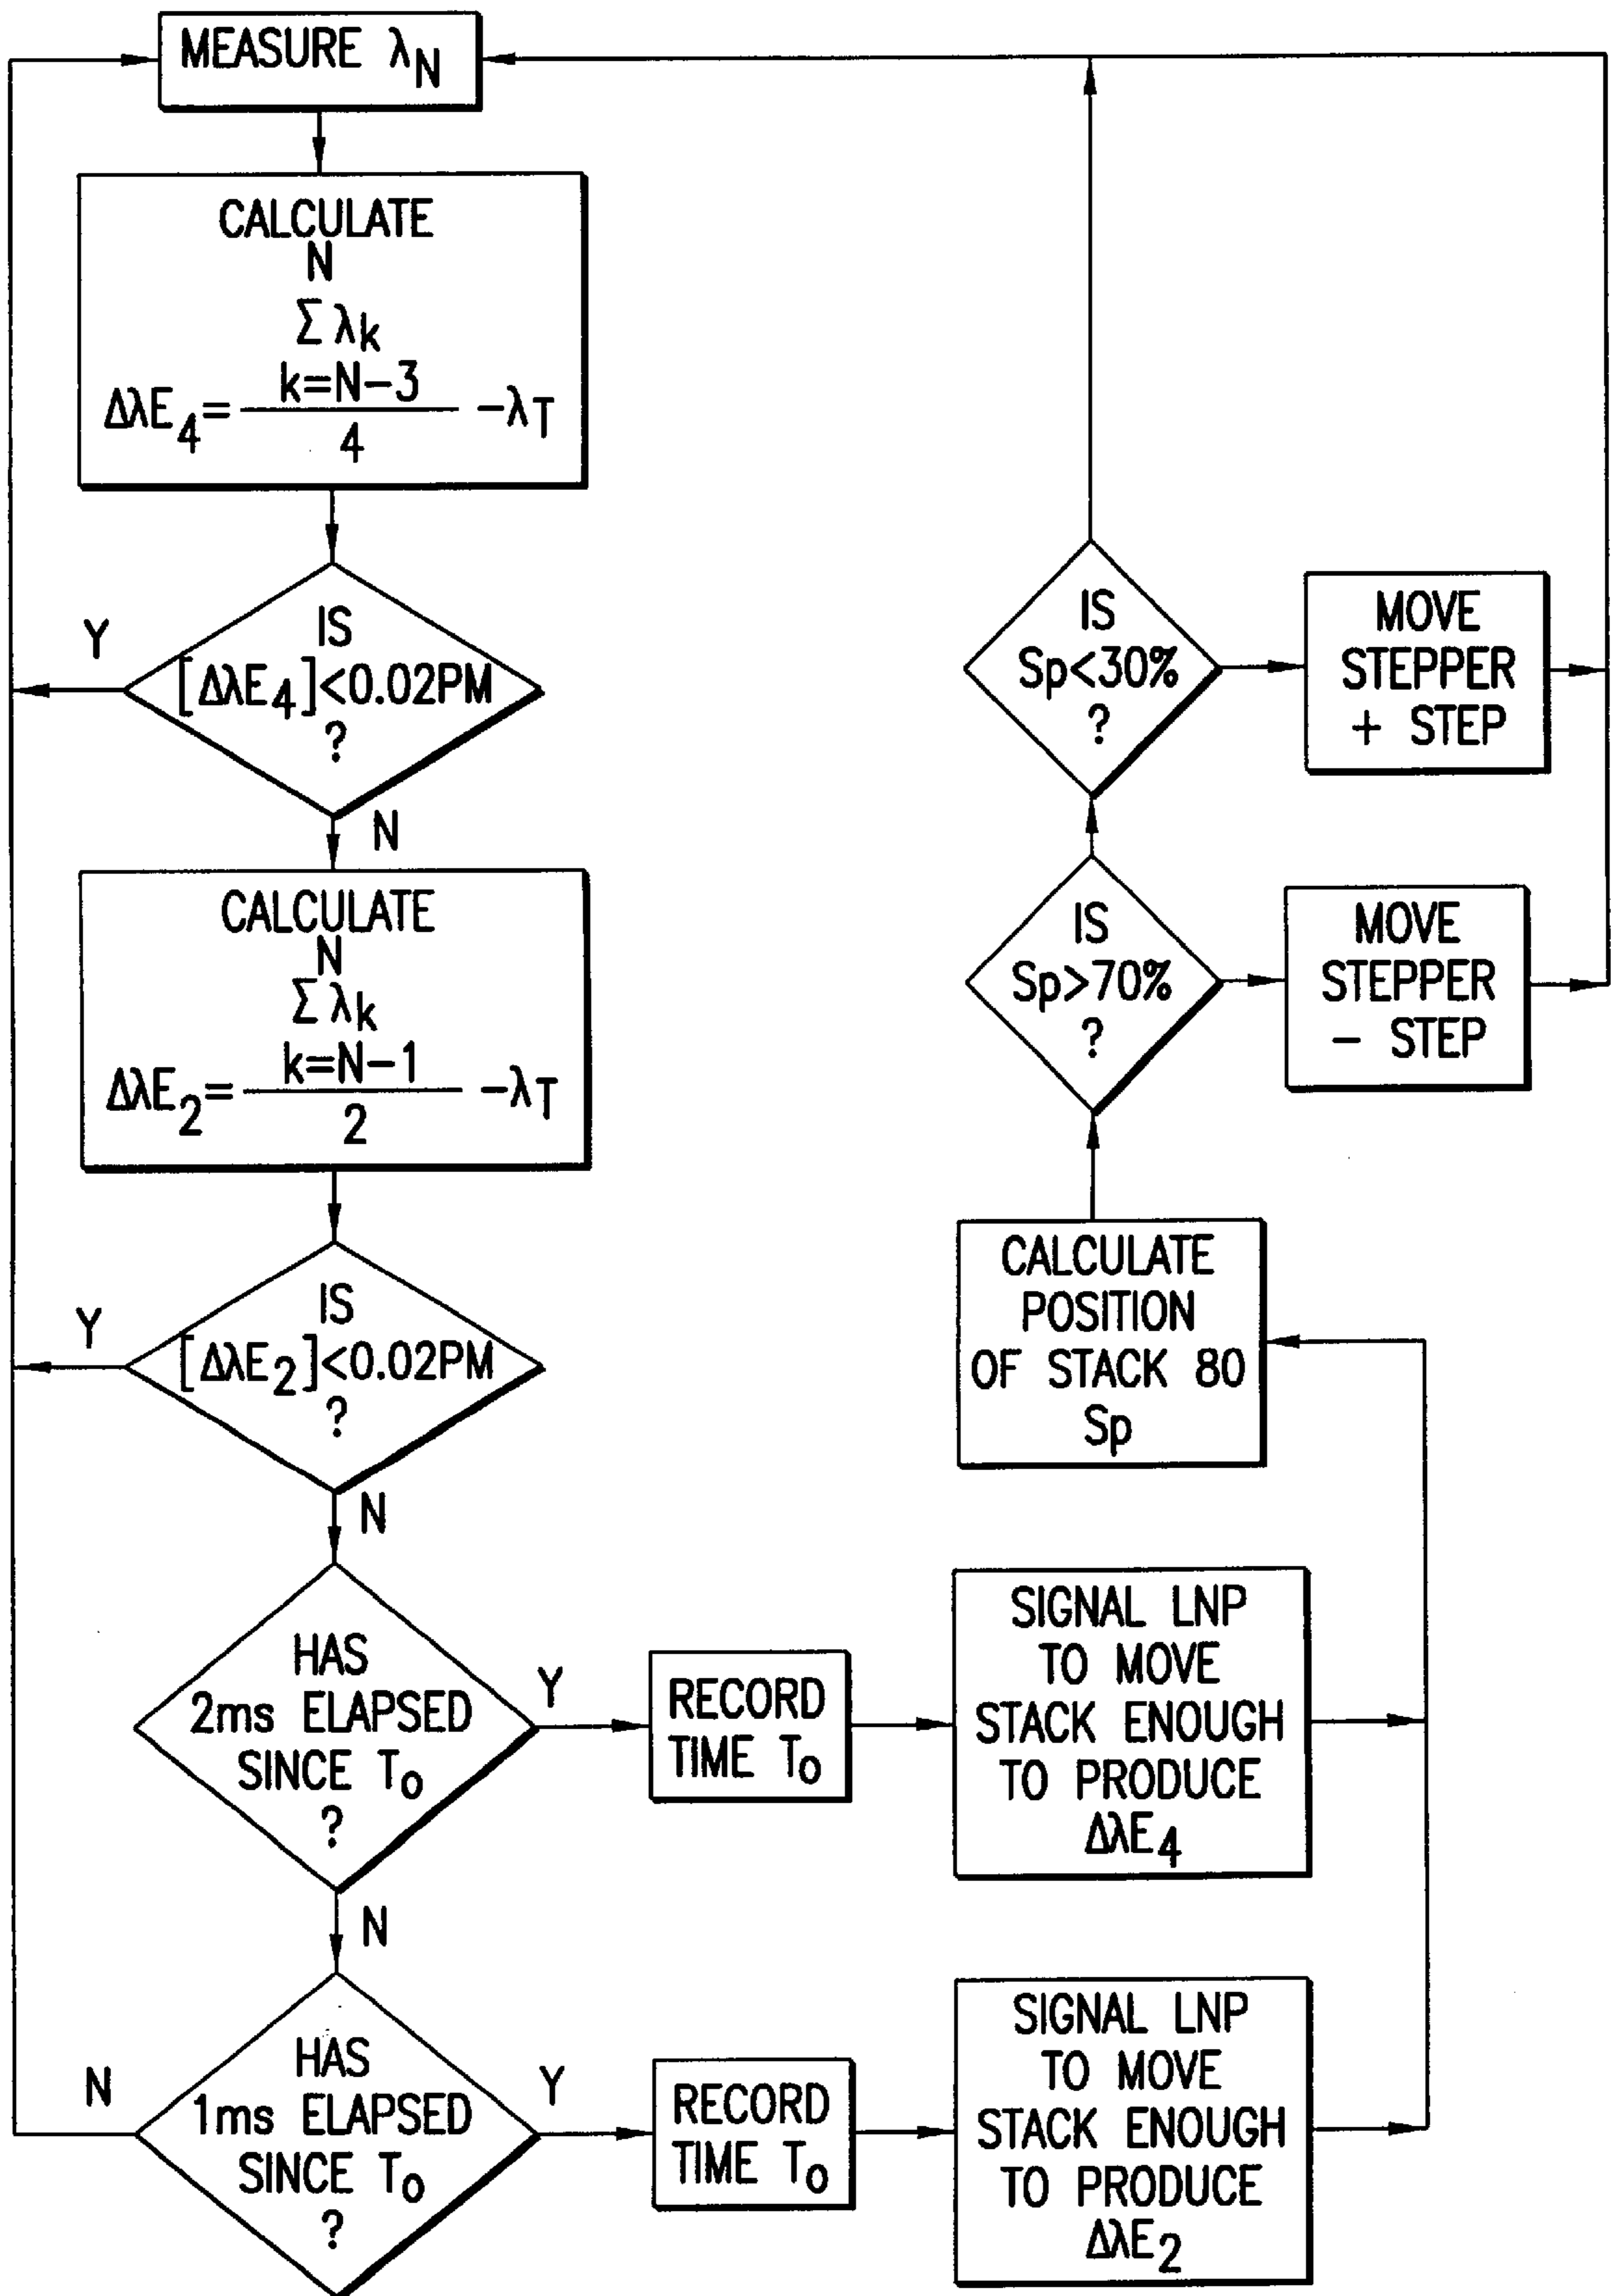 MEASURE λN
CALCULATE
N
Σ λk
k=N-3
ΔλE4= -λT
4
IS
[ΔλE4]<0.02PM
?
Y
N
CALCULATE
N
Σ λk
k=N-1
ΔλE2= -λT
2
IS
[ΔλE2]<0.02PM
?
Y
N
HAS
2ms ELAPSED
SINCE To
?
Y
N
RECORD
TIME To
SIGNAL LNP
TO MOVE
STACK ENOUGH
TO PRODUCE
ΔλE4
HAS
1ms ELAPSED
SINCE To
?
N
Y
RECORD
TIME To
SIGNAL LNP
TO MOVE
STACK ENOUGH
TO PRODUCE
ΔλE2
CALCULATE
POSITION
OF STACK 80
Sp
IS
Sp>70%
?
MOVE
STEPPER
- STEP
IS
Sp<30%
?
MOVE
STEPPER
+ STEP